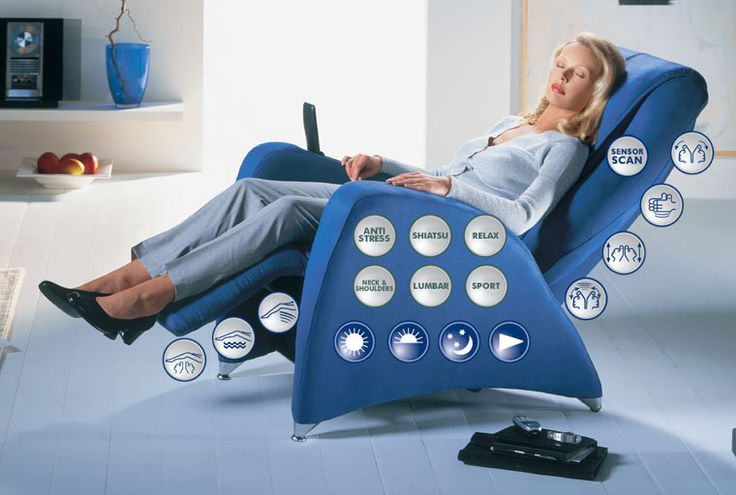 SENSOR
SCAN
ANTI
STRESS
SHIATSU
RELAX
NECK &
SHOULDERS
LUMBAR
SPORT